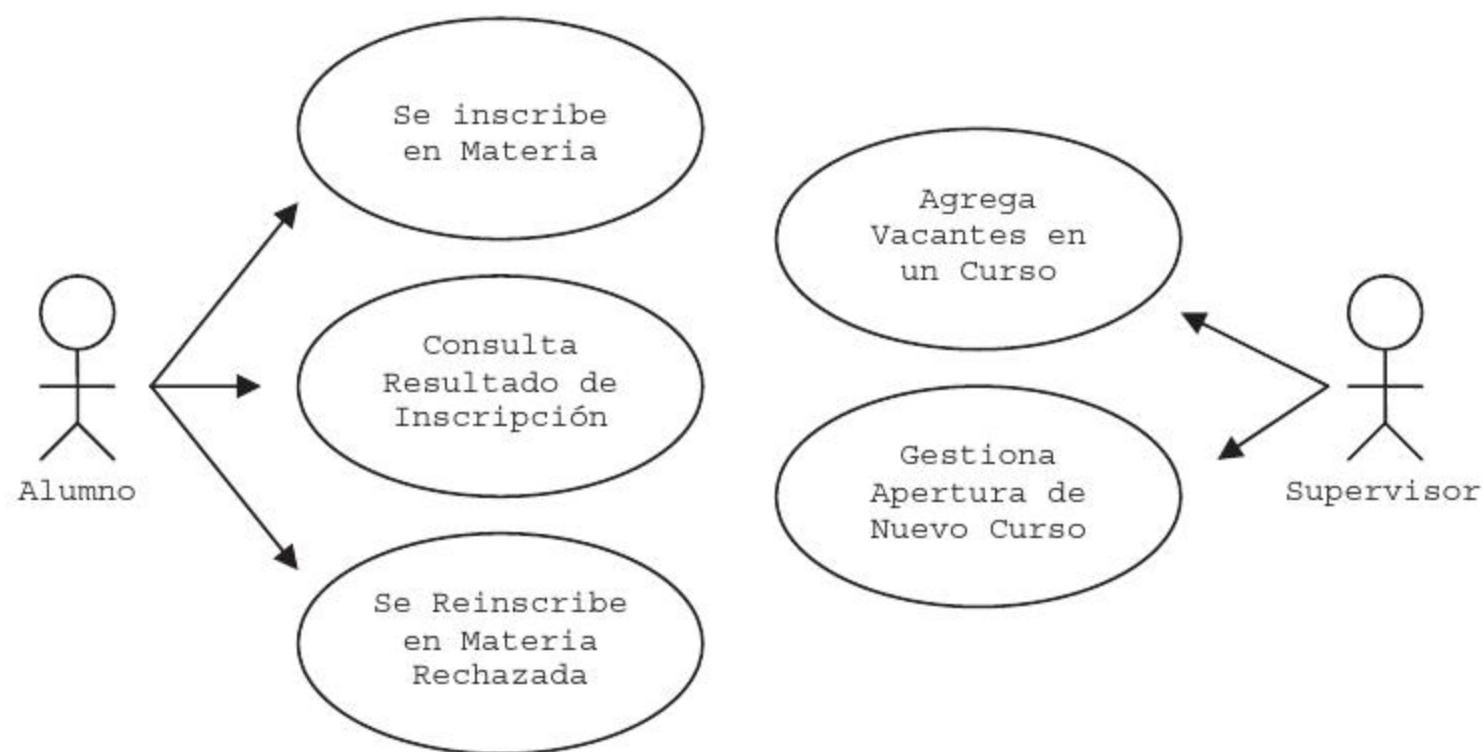 Se inscribe
en Materia
Agrega
Vacantes en
un Curso
Consulta
Resultado de
Inscripción
Gestiona
Apertura de
Nuevo Curso
Alumno
Supervisor
Se Reinscribe
en Materia
Rechazada